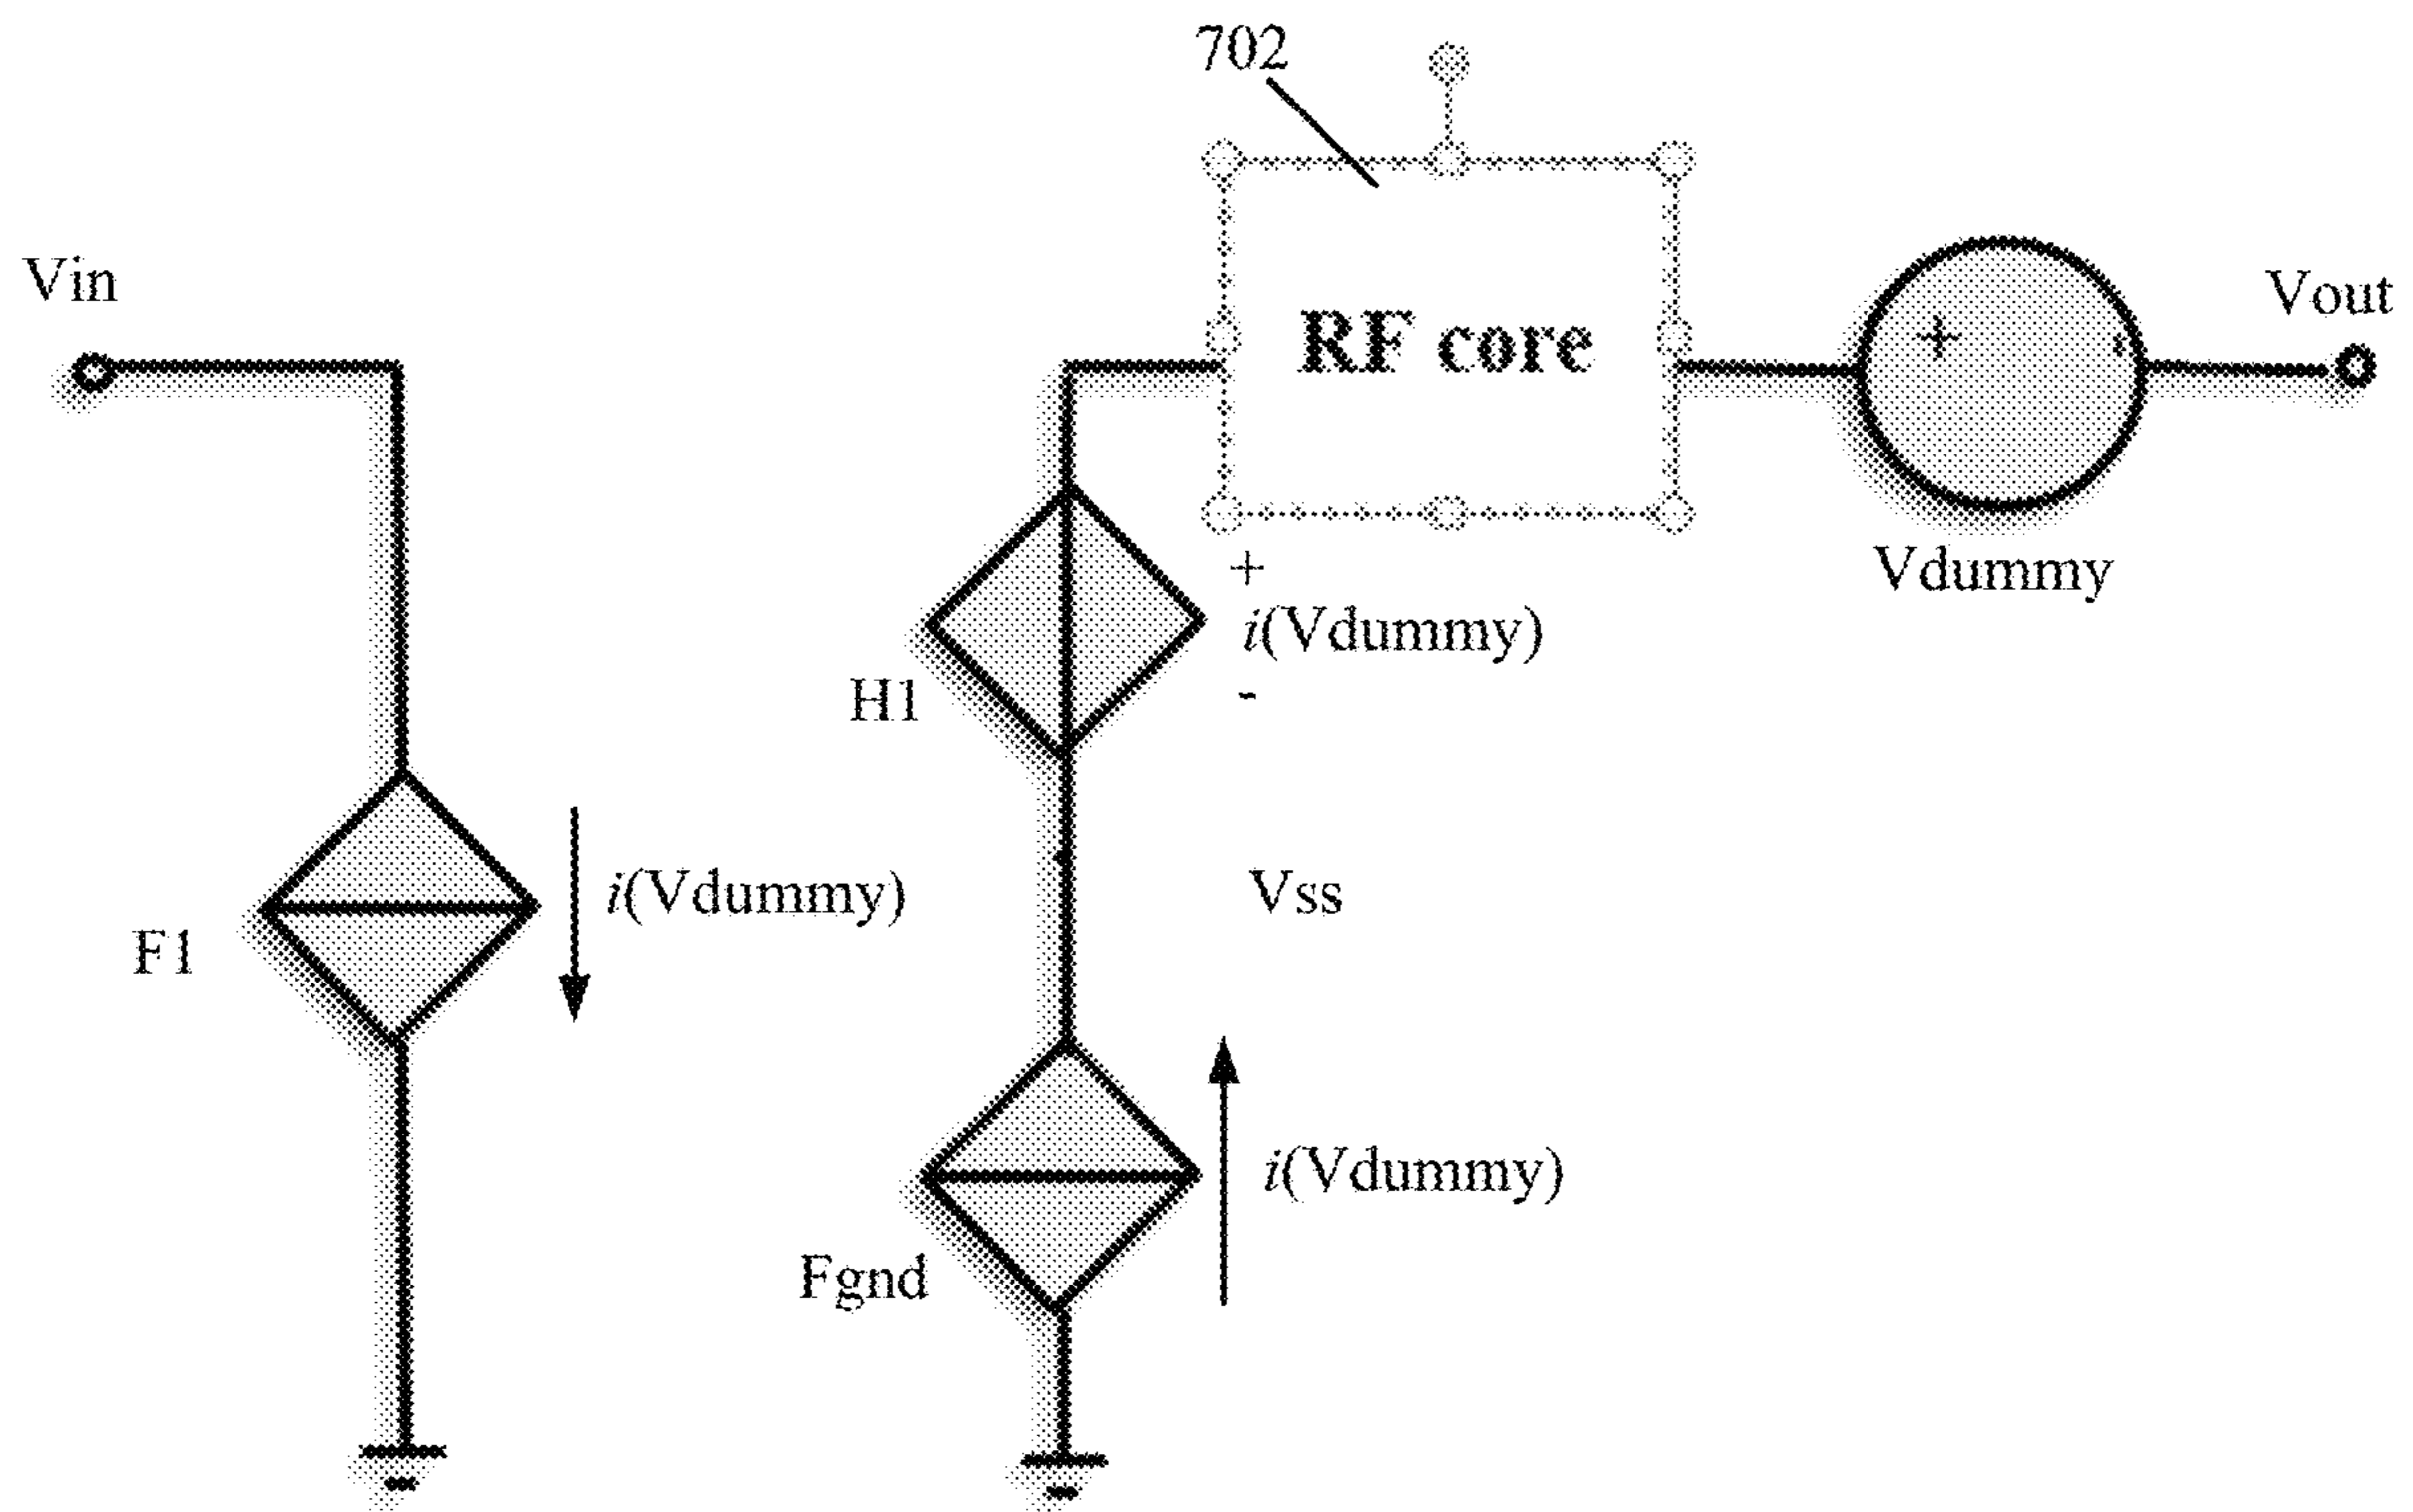 702
Vin
Vout
RF core
+ -
Vdummy
+
i(Vdummy)
-
H1
i(Vdummy)
Vss
F1
i(Vdummy)
Fgnd